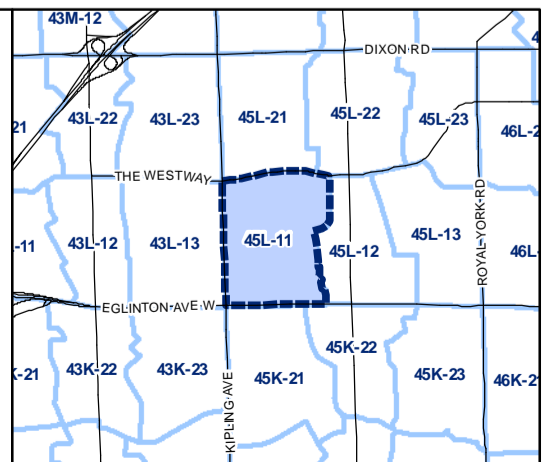 43M-12
DIXON RD
4
21
43L-22
43L-23
45L-21
45L-22
45L-23
46L-2
THE WESTWAY
ROYAL YORK RD
-11
43L-12
43L-13
45L-11
45L-12
45L-13
46L-
EGLINTON AVE W
45K-22
K-21
43K-22
43K-23
45K-21
45K-23
46K-2
KIPLING AVE